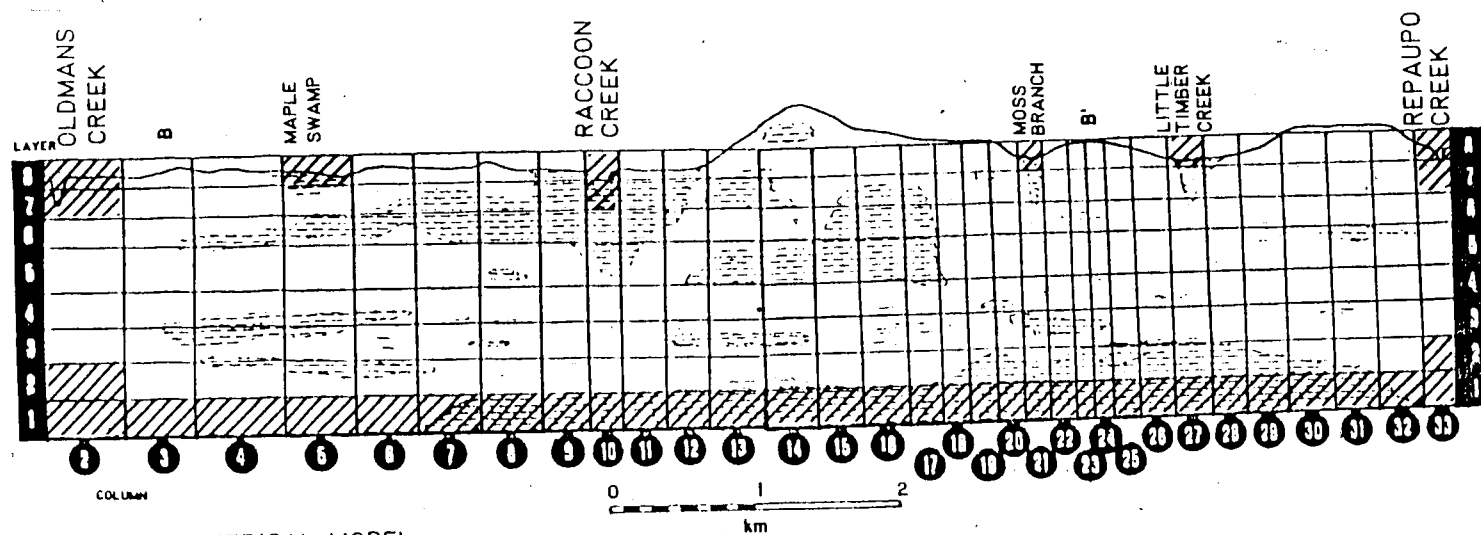 OLDMANS
CREEK
B
MAPLE
SWAMP
RACCOON
CREEK
MOSS
BRANCH
B'
LITTLE
TIMBER
CREEK
REPAUPO
CREEK
LAYER
8
7
6
5
4
3
2
1
2 3 4 5 6 7 8 9 10 11 12 13 14 15 16 17 18 19 20 21 22 23 24 25 26 27 28 29 30 31 32 33
COLUMN
0 1 2
km
MODEL